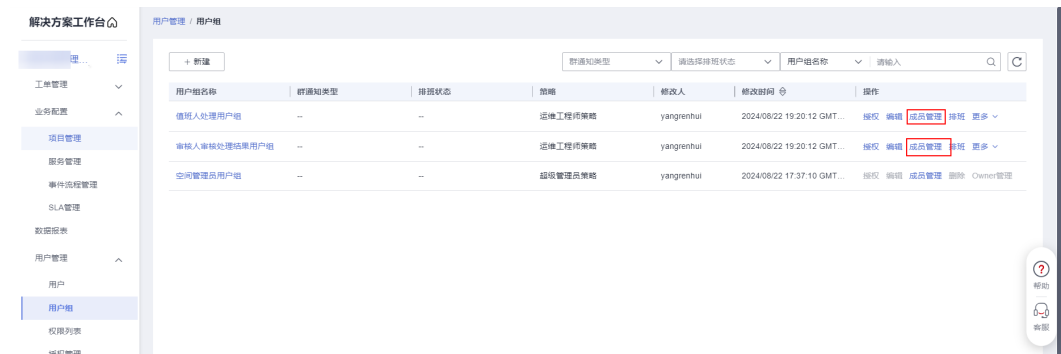 解决方案工作台
用户管理 / 用户组
理...
工单管理
业务配置
项目管理
服务管理
事件流程管理
SLA管理
数据报表
用户管理
用户
用户组
权限列表
授权管理
+ 新建
群通知类型
请选择排班状态
用户组名称
请输入
用户组名称 群通知类型 排班状态 策略 修改人 修改时间 操作
值班人处理用户组 -- -- 运维工程师策略 yangrenhui 2024/08/22 19:20:12 GMT... 授权 编辑 成员管理 排班 更多
审核人审核处理结果用户组 -- -- 运维工程师策略 yangrenhui 2024/08/22 19:20:12 GMT... 授权 编辑 成员管理 排班 更多
空间管理员用户组 -- -- 超级管理员策略 yangrenhui 2024/08/22 17:37:10 GMT... 授权 编辑 成员管理 删除 Owner管理
帮助
客服